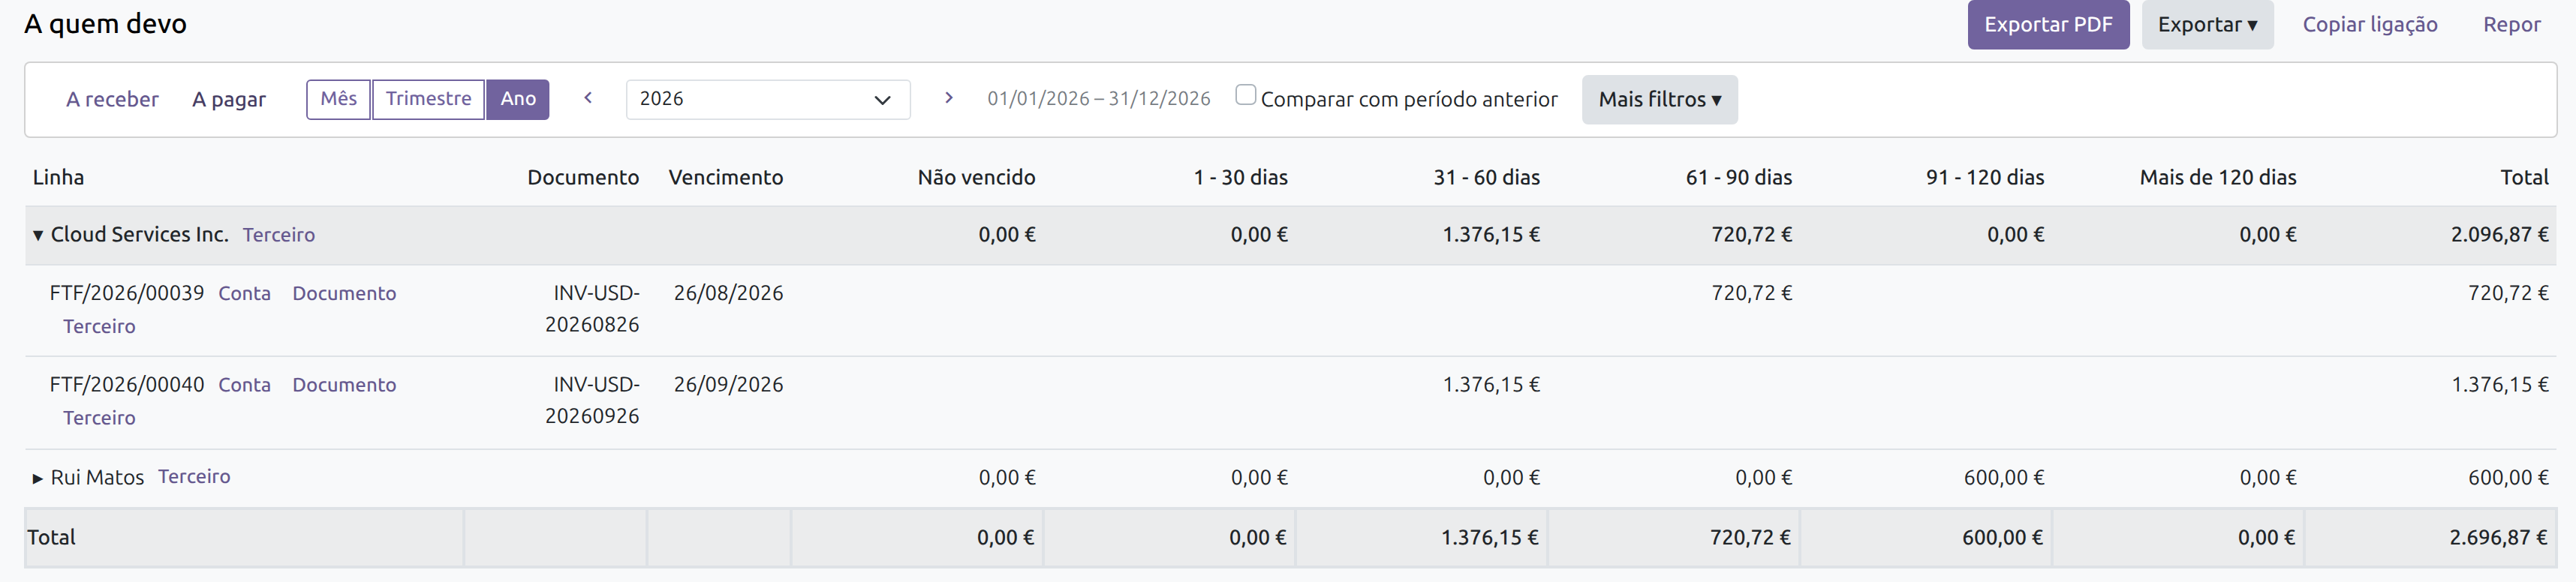 A quem devo
Exportar PDF Exportar ▾ Copiar ligação Repor
A receber A pagar Mês Trimestre Ano ‹ 2026 › 01/01/2026 – 31/12/2026 Comparar com período anterior Mais filtros ▾
Linha Documento Vencimento Não vencido 1 - 30 dias 31 - 60 dias 61 - 90 dias 91 - 120 dias Mais de 120 dias Total
▾ Cloud Services Inc. Terceiro 0,00 € 0,00 € 1.376,15 € 720,72 € 0,00 € 0,00 € 2.096,87 €
FTF/2026/00039 Conta Documento INV-USD- 26/08/2026 720,72 € 720,72 €
Terceiro 20260826
FTF/2026/00040 Conta Documento INV-USD- 26/09/2026 1.376,15 € 1.376,15 €
Terceiro 20260926
▸ Rui Matos Terceiro 0,00 € 0,00 € 0,00 € 0,00 € 600,00 € 0,00 € 600,00 €
Total 0,00 € 0,00 € 1.376,15 € 720,72 € 600,00 € 0,00 € 2.696,87 €